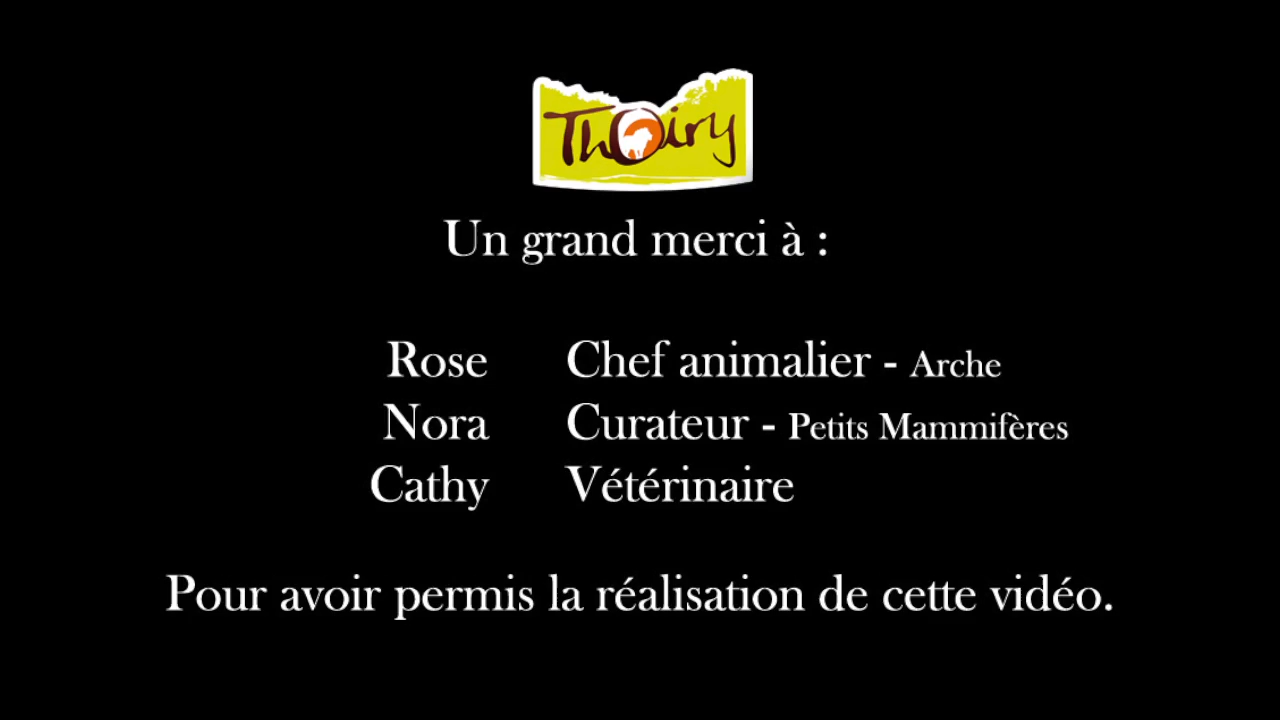 Thoiry
Un grand merci à :
Rose Chef animalier - Arche
Nora Curateur - Petits Mammifères
Cathy Vétérinaire
Pour avoir permis la réalisation de cette vidéo.